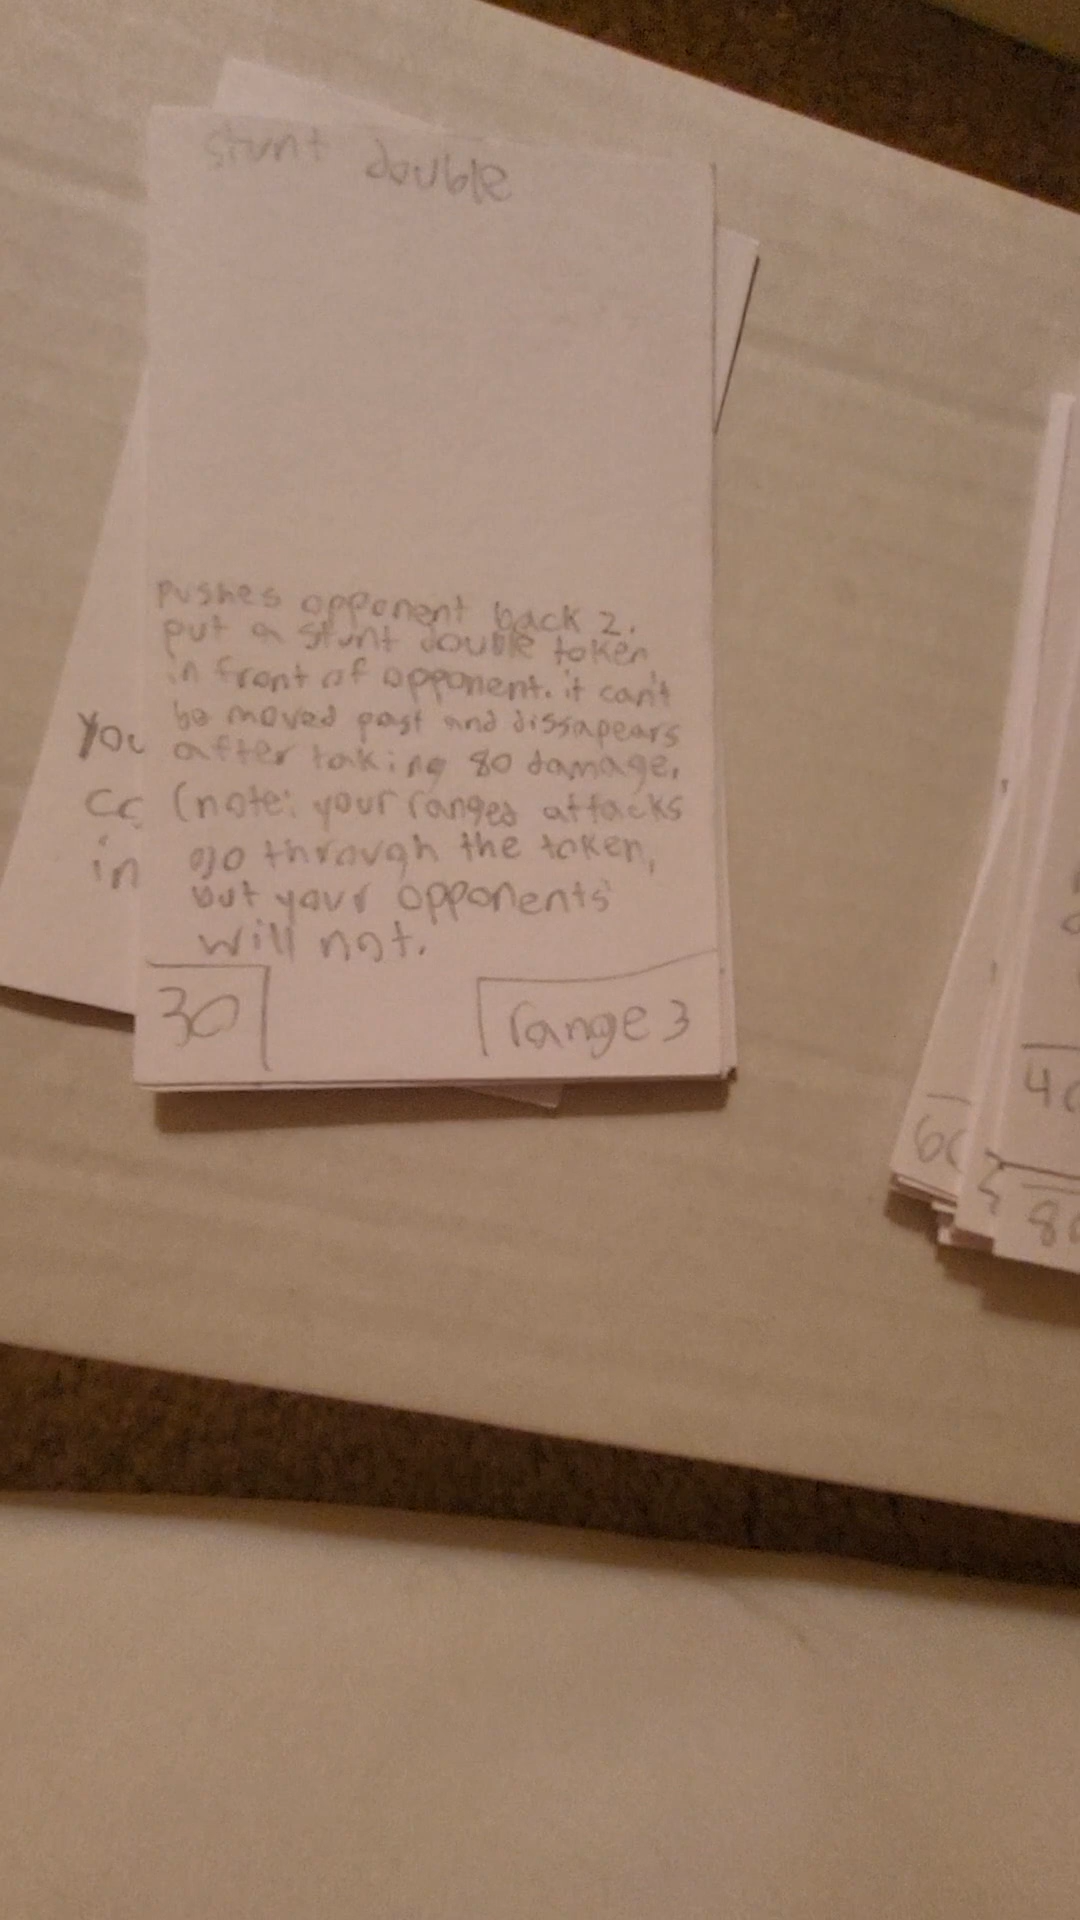 stunt double
pushes opponent back 2.
put a stunt double token
in front of opponent. it can't
be moved past and dissapears
after taking 80 damage.
(note: your ranged attacks
go through the token,
but your opponents
will not.
30
range 3
You
in